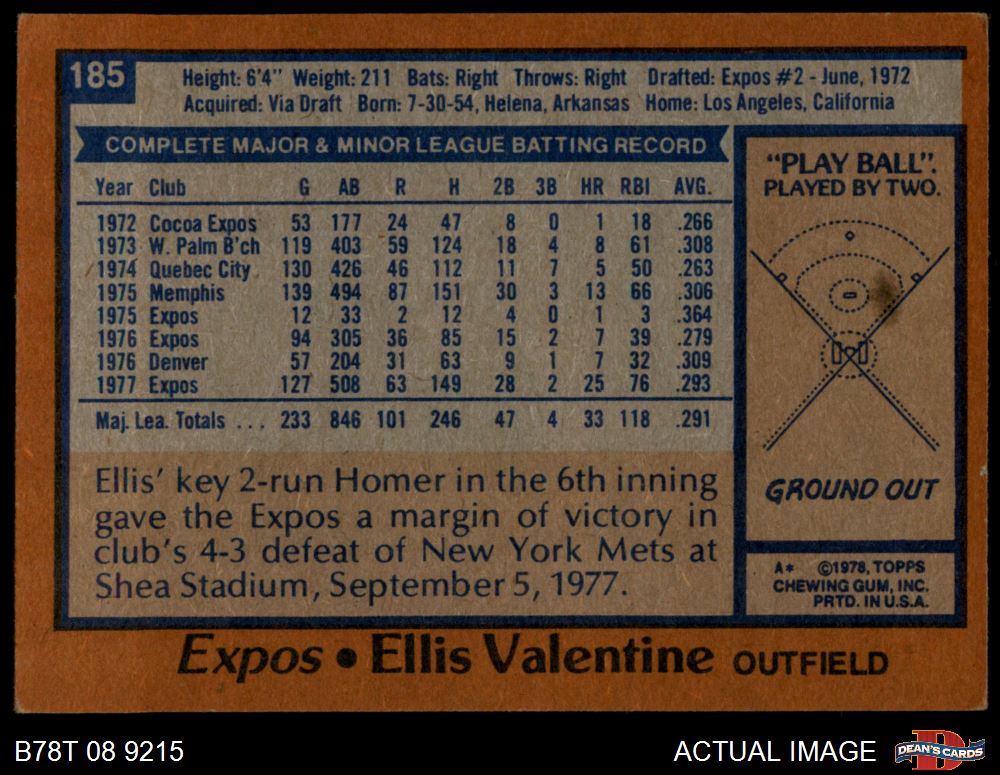 185
Height: 6'4" Weight: 211 Bats: Right Throws: Right Drafted: Expos #2 - June, 1972
Acquired: Via Draft Born: 7-30-54, Helena, Arkansas Home: Los Angeles, California
COMPLETE MAJOR & MINOR LEAGUE BATTING RECORD
Year Club G AB R H 2B 3B HR RBI AVG.
1972 Cocoa Expos 53 177 24 47 8 0 1 18 .266
1973 W. Palm B'ch 119 403 59 124 18 4 8 61 .308
1974 Quebec City 130 426 46 112 11 7 5 50 .263
1975 Memphis 139 494 87 151 30 3 13 66 .306
1975 Expos 12 33 2 12 4 0 1 3 .364
1976 Expos 94 305 36 85 15 2 7 39 .279
1976 Denver 57 204 31 63 9 1 7 32 .309
1977 Expos 127 508 63 149 28 2 25 76 .293
Maj. Lea. Totals ... 233 846 101 246 47 4 33 118 .291
Ellis' key 2-run Homer in the 6th inning
gave the Expos a margin of victory in
club's 4-3 defeat of New York Mets at
Shea Stadium, September 5, 1977.
"PLAY BALL".
PLAYED BY TWO.
GROUND OUT
A* ©1978, TOPPS
CHEWING GUM, INC.
PRTD. IN U.S.A.
Expos • Ellis Valentine OUTFIELD
B78T 08 9215
ACTUAL IMAGE
DEAN'S CARDS